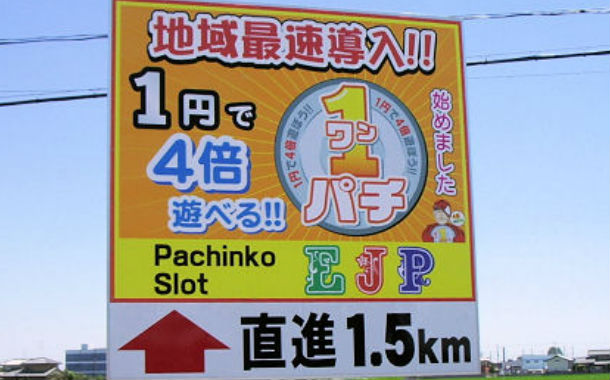 地域最速導入!!
1円で
4倍
遊べる!!
1円で4倍遊ぼう!!
1円で4倍遊ぼう!!
1
ワン
パチ
始めました
Pachinko
Slot
EJP
直進1.5km